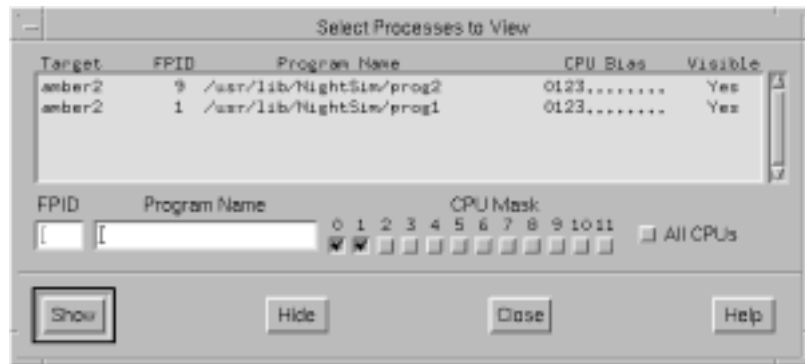 Select Processes to View
Target FPID Program Name CPU Bias Visible
amber2 9 /usr/lib/NightSim/prog2 0123........ Yes
amber2 1 /usr/lib/NightSim/prog1 0123........ Yes
FPID Program Name CPU Mask
0 1 2 3 4 5 6 7 8 9 10 11
All CPUs
Show Hide Close Help